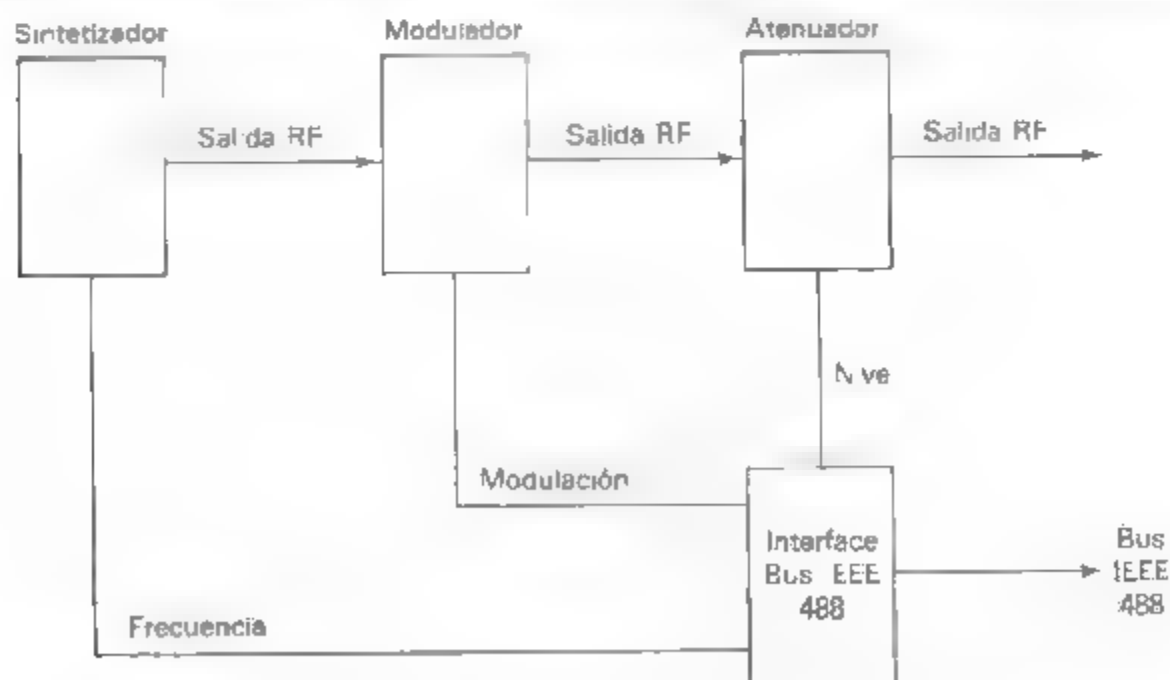 Sintetizador
Modulador
Atenuador
Salida RF
Salida RF
Salida RF
Nive
Modulación
Interface
Bus EEE
488
Bus
IEEE
488
Frecuencia